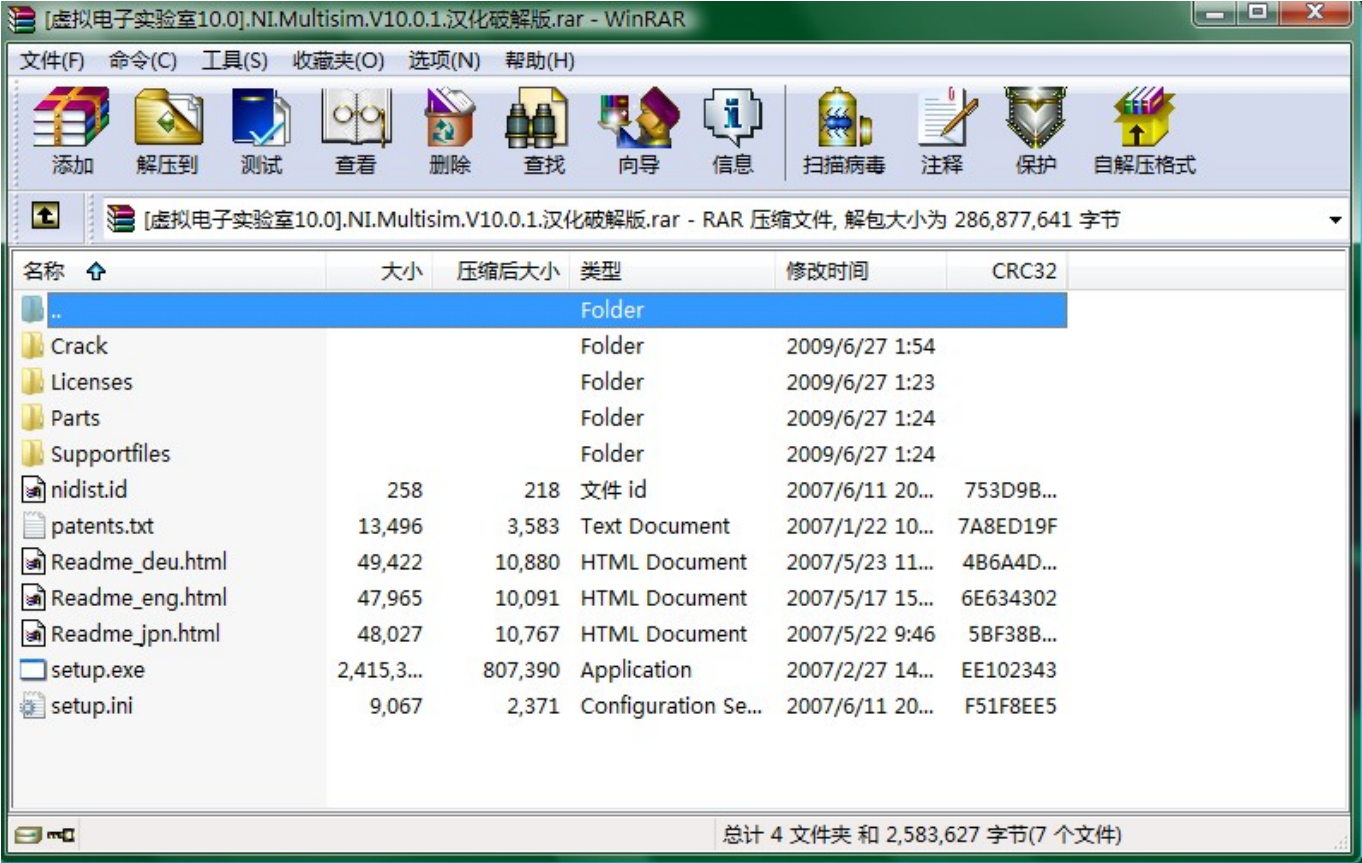 [虚拟电子实验室10.0].NI.Multisim.V10.0.1.汉化破解版.rar - WinRAR
文件(F) 命令(C) 工具(S) 收藏夹(O) 选项(N) 帮助(H)
添加 解压到 测试 查看 删除 查找 向导 信息 扫描病毒 注释 保护 自解压格式
[虚拟电子实验室10.0].NI.Multisim.V10.0.1.汉化破解版.rar - RAR 压缩文件, 解包大小为 286,877,641 字节
名称 大小 压缩后大小 类型 修改时间 CRC32
.. Folder
Crack Folder 2009/6/27 1:54
Licenses Folder 2009/6/27 1:23
Parts Folder 2009/6/27 1:24
Supportfiles Folder 2009/6/27 1:24
nidist.id 258 218 文件 id 2007/6/11 20... 753D9B...
patents.txt 13,496 3,583 Text Document 2007/1/22 10... 7A8ED19F
Readme_deu.html 49,422 10,880 HTML Document 2007/5/23 11... 4B6A4D...
Readme_eng.html 47,965 10,091 HTML Document 2007/5/17 15... 6E634302
Readme_jpn.html 48,027 10,767 HTML Document 2007/5/22 9:46 5BF38B...
setup.exe 2,415,3... 807,390 Application 2007/2/27 14... EE102343
setup.ini 9,067 2,371 Configuration Se... 2007/6/11 20... F51F8EE5
总计 4 文件夹 和 2,583,627 字节(7 个文件)